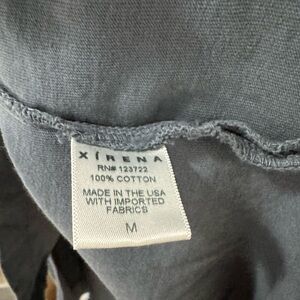 XÍRENA
RN# 123722
100% COTTON
MADE IN THE USA
WITH IMPORTED
FABRICS
M